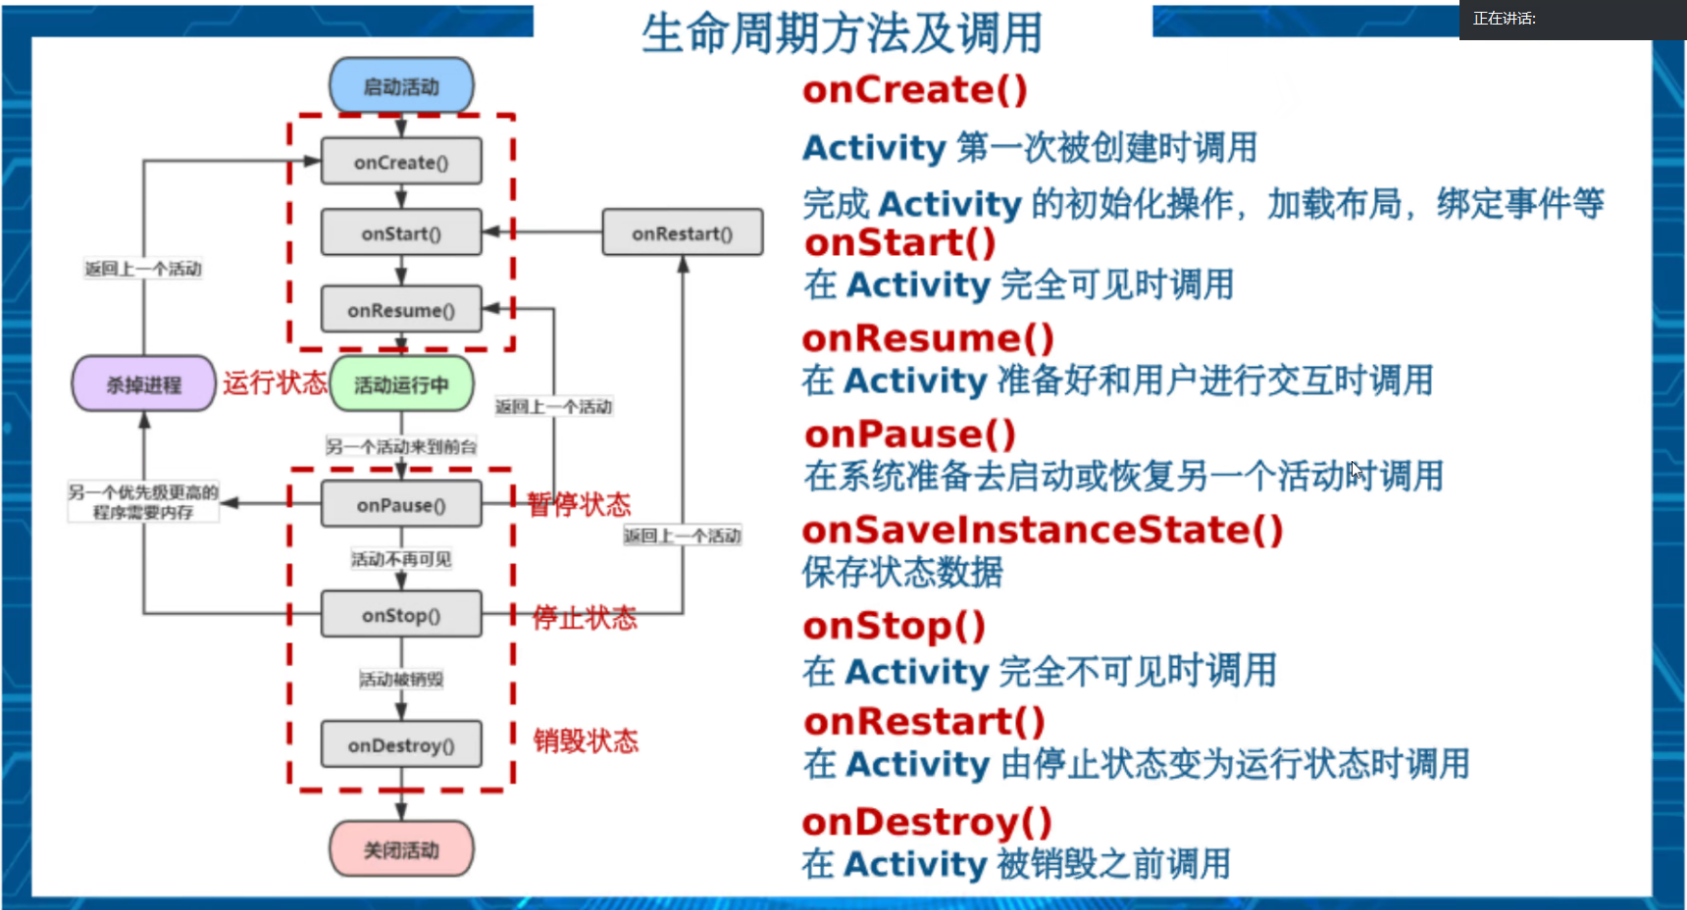 正在讲话:
生命周期方法及调用
启动活动
onCreate()
onStart()
onRestart()
返回上一个活动
onResume()
杀掉进程
运行状态
活动运行中
返回上一个活动
另一个活动来到前台
另一个优先级更高的
程序需要内存
onPause()
暂停状态
返回上一个活动
活动不再可见
onStop()
停止状态
活动被销毁
onDestroy()
销毁状态
关闭活动
onCreate()
Activity 第一次被创建时调用
完成 Activity 的初始化操作，加载布局，绑定事件等
onStart()
在 Activity 完全可见时调用
onResume()
在 Activity 准备好和用户进行交互时调用
onPause()
在系统准备去启动或恢复另一个活动时调用
onSaveInstanceState()
保存状态数据
onStop()
在 Activity 完全不可见时调用
onRestart()
在 Activity 由停止状态变为运行状态时调用
onDestroy()
在 Activity 被销毁之前调用